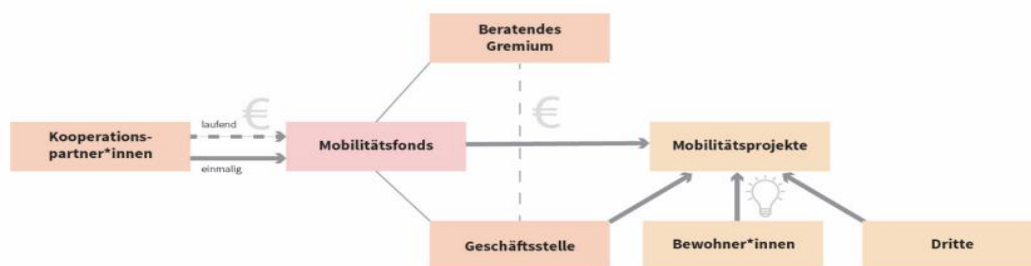 Beratendes
Gremium
€
€
laufend
Kooperations-
partner*innen
Mobilitätsfonds
Mobilitätsprojekte
einmalig
Geschäftsstelle
Bewohner*innen
Dritte